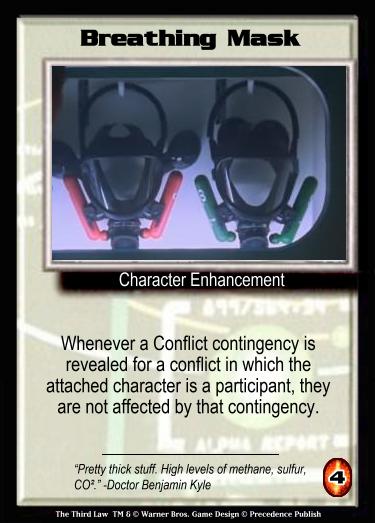 Breathing Mask
Character Enhancement
Whenever a Conflict contingency is
revealed for a conflict in which the
attached character is a participant, they
are not affected by that contingency.
ALPHA REPORT
"Pretty thick stuff. High levels of methane, sulfur,
CO²." -Doctor Benjamin Kyle
4
The Third Law TM & © Warner Bros. Game Design © Precedence Publish